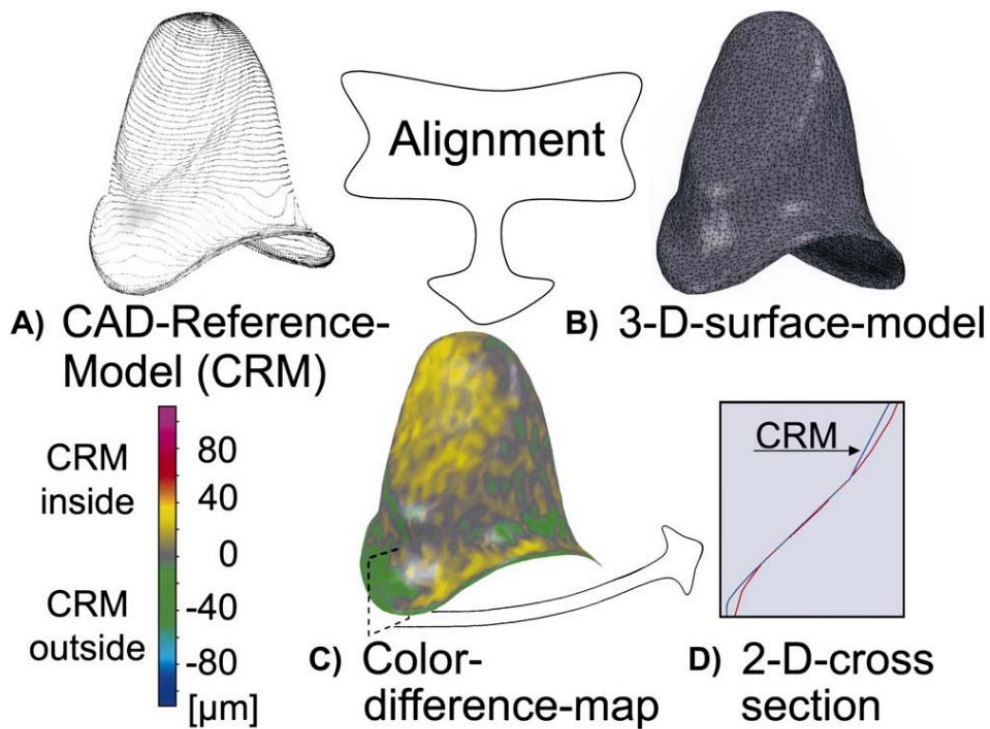 Alignment
A) CAD-Reference-
Model (CRM)
B) 3-D-surface-model
CRM
inside
CRM
outside
80
40
0
-40
-80
[µm]
CRM
C) Color-
difference-map
D) 2-D-cross
section